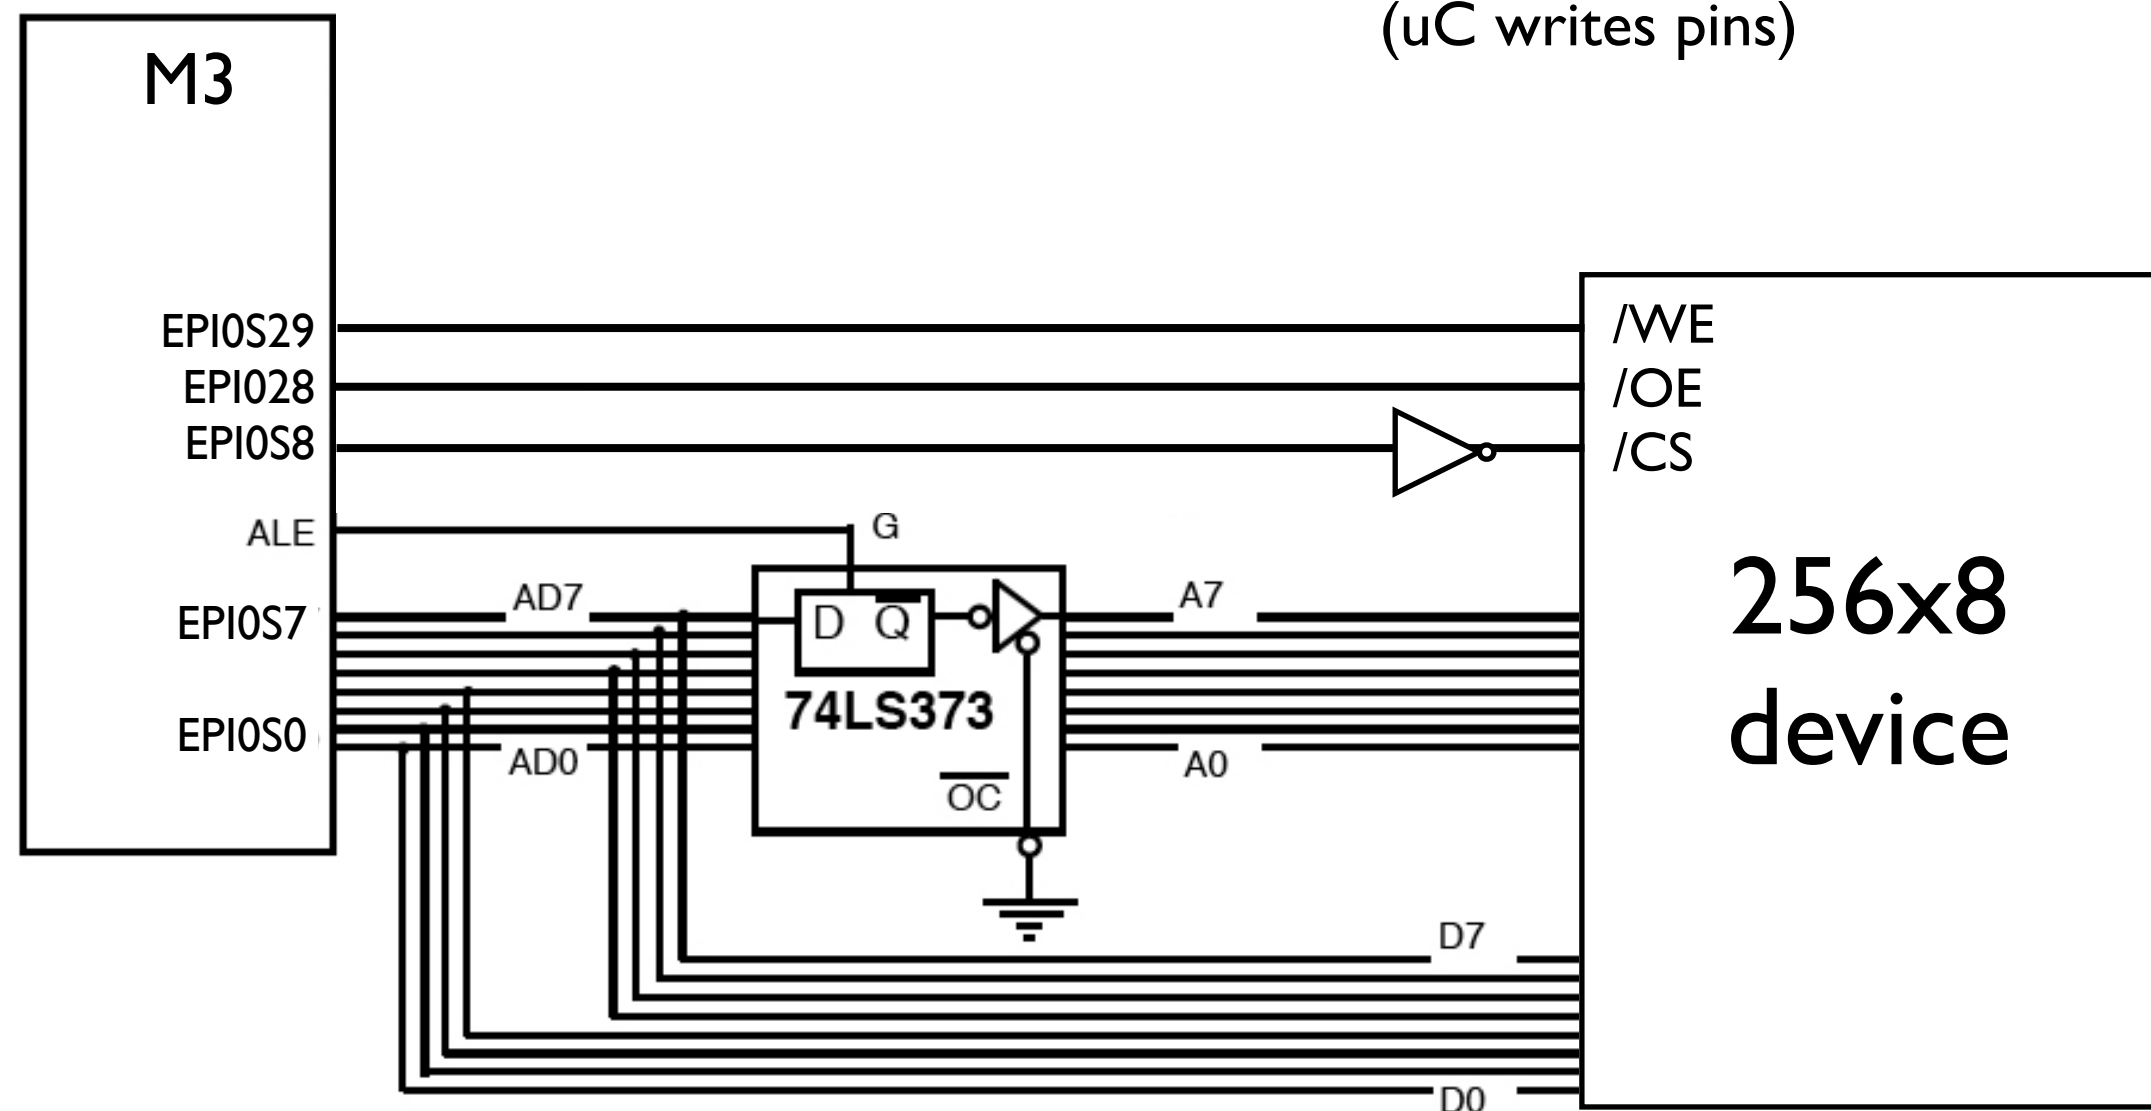 (uC writes pins)
M3
EPI0S29
/WE
EPI028
/OE
EPI0S8
/CS
ALE
G
EPI0S7
AD7
D Q
A7
256x8
device
74LS373
EPI0S0
AD0
A0
OC
D7
D0